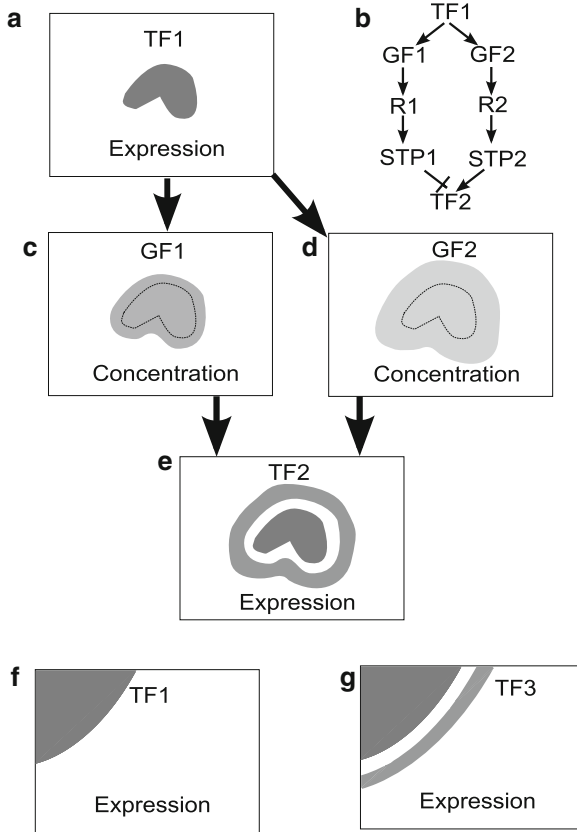 a
TF1
Expression
b
TF1
GF1 GF2
R1 R2
STP1 STP2
TF2
c
GF1
Concentration
d
GF2
Concentration
e
TF2
Expression
f
TF1
Expression
g
TF3
Expression